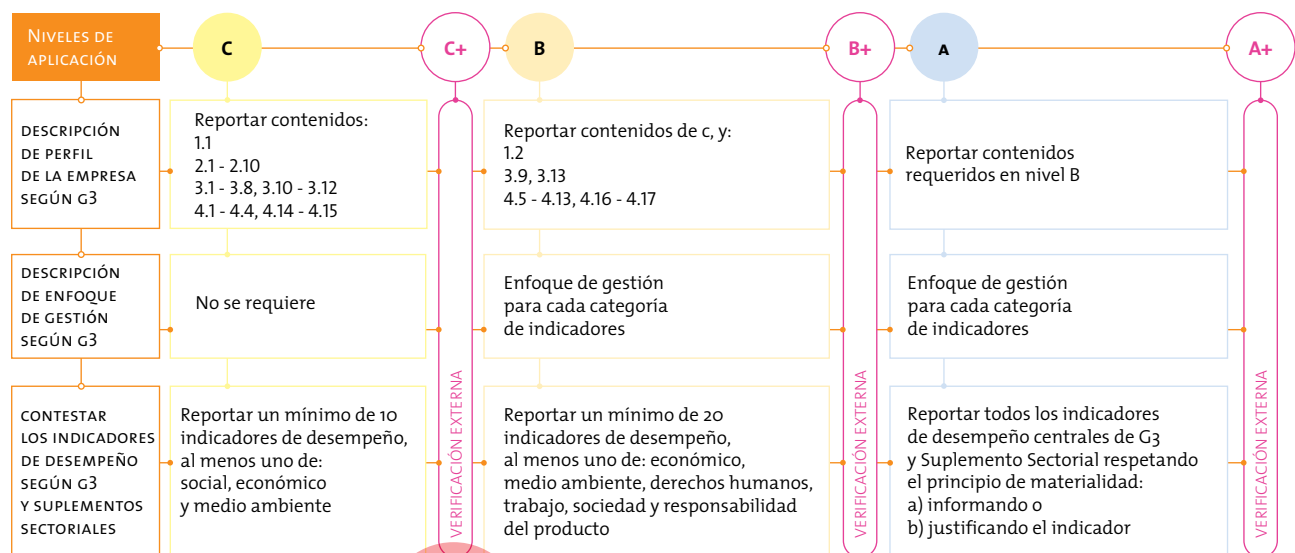 NIVELES DE
APLICACIÓN
C
C+
B
B+
A
A+
DESCRIPCIÓN
DE PERFIL
DE LA EMPRESA
SEGÚN G3
Reportar contenidos:
1.1
2.1 - 2.10
3.1 - 3.8, 3.10 - 3.12
4.1 - 4.4, 4.14 - 4.15
Reportar contenidos de c, y:
1.2
3.9, 3.13
4.5 - 4.13, 4.16 - 4.17
Reportar contenidos
requeridos en nivel B
DESCRIPCIÓN
DE ENFOQUE
DE GESTIÓN
SEGÚN G3
No se requiere
Enfoque de gestión
para cada categoría
de indicadores
Enfoque de gestión
para cada categoría
de indicadores
CONTESTAR
LOS INDICADORES
DE DESEMPEÑO
SEGÚN G3
Y SUPLEMENTOS
SECTORIALES
Reportar un mínimo de 10
indicadores de desempeño,
al menos uno de:
social, económico
y medio ambiente
VERIFICACIÓN EXTERNA
Reportar un mínimo de 20
indicadores de desempeño,
al menos uno de: económico,
medio ambiente, derechos humanos,
trabajo, sociedad y responsabilidad
del producto
VERIFICACIÓN EXTERNA
Reportar todos los indicadores
de desempeño centrales de G3
y Suplemento Sectorial respetando
el principio de materialidad:
a) informando o
b) justificando el indicador
VERIFICACIÓN EXTERNA